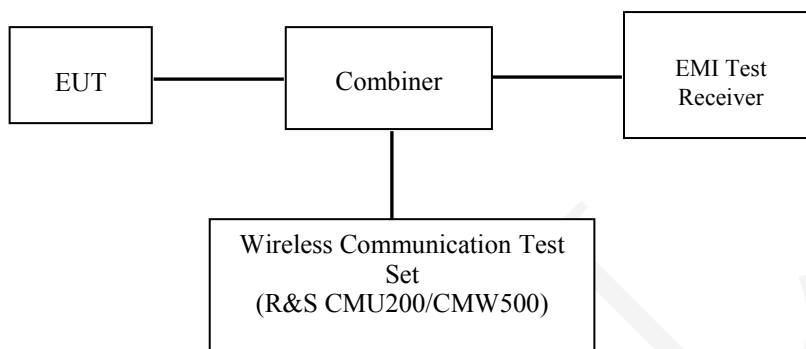 EUT
Combiner
EMI Test
Receiver
Wireless Communication Test
Set
(R&S CMU200/CMW500)